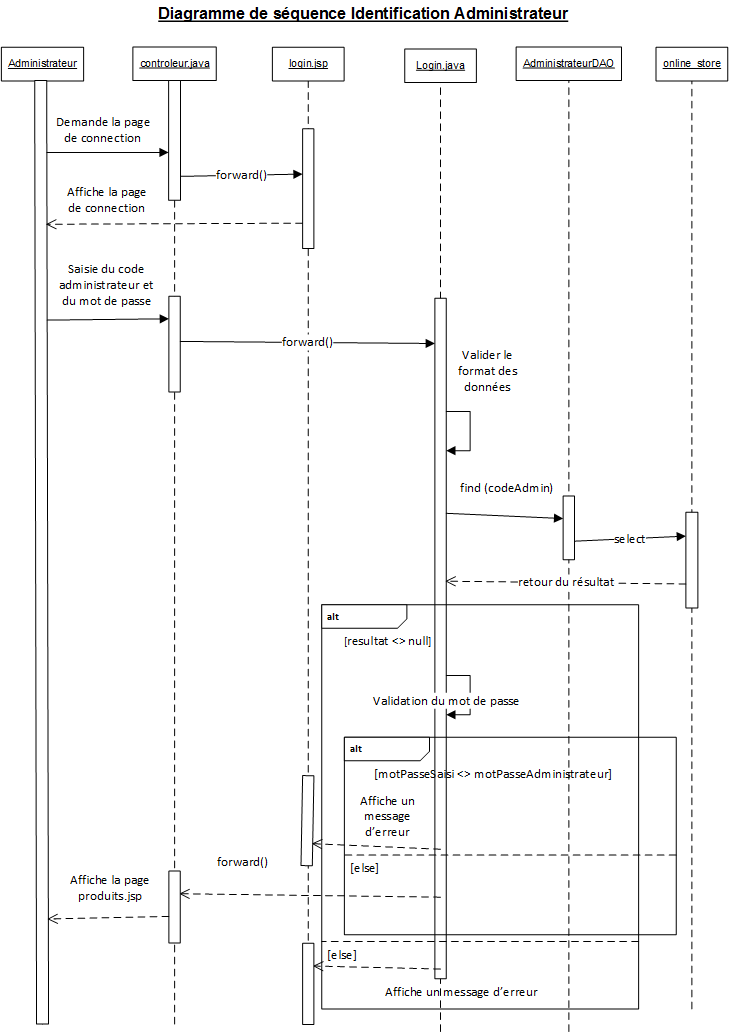 Diagramme de séquence Identification Administrateur
Administrateur
controleur.java
login.jsp
Login.java
AdministrateurDAO
online_store
Demande la page
de connection
forward()
Affiche la page
de connection
Saisie du code
administrateur et
du mot de passe
forward()
Valider le
format des
données
find (codeAdmin)
select
retour du résultat
alt
[resultat <> null]
Validation du mot de passe
alt
[motPasseSaisi <> motPasseAdministrateur]
Affiche un
message
d'erreur
[else]
forward()
Affiche la page
produits.jsp
[else]
Affiche un message d'erreur